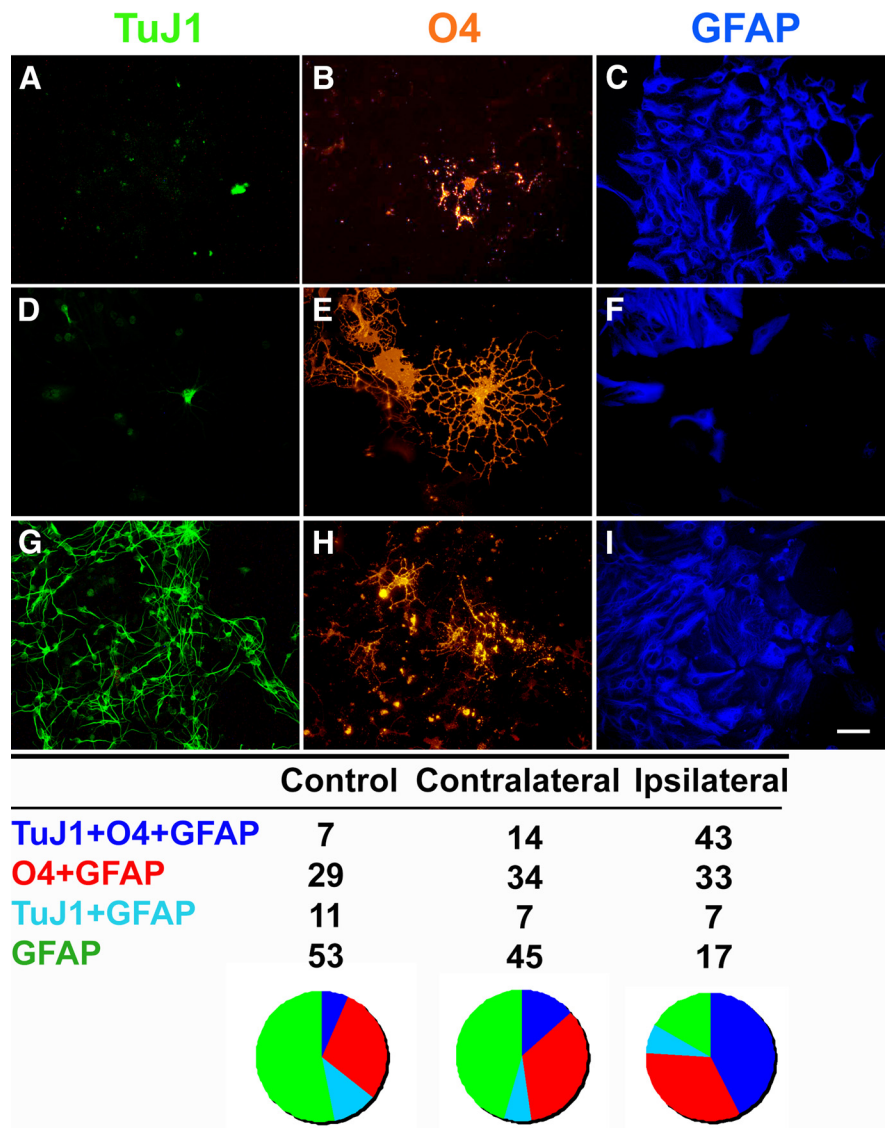 TuJ1 O4 GFAP
A B C
D E F
G H I
Control Contralateral Ipsilateral
TuJ1+O4+GFAP 7 14 43
O4+GFAP 29 34 33
TuJ1+GFAP 11 7 7
GFAP 53 45 17